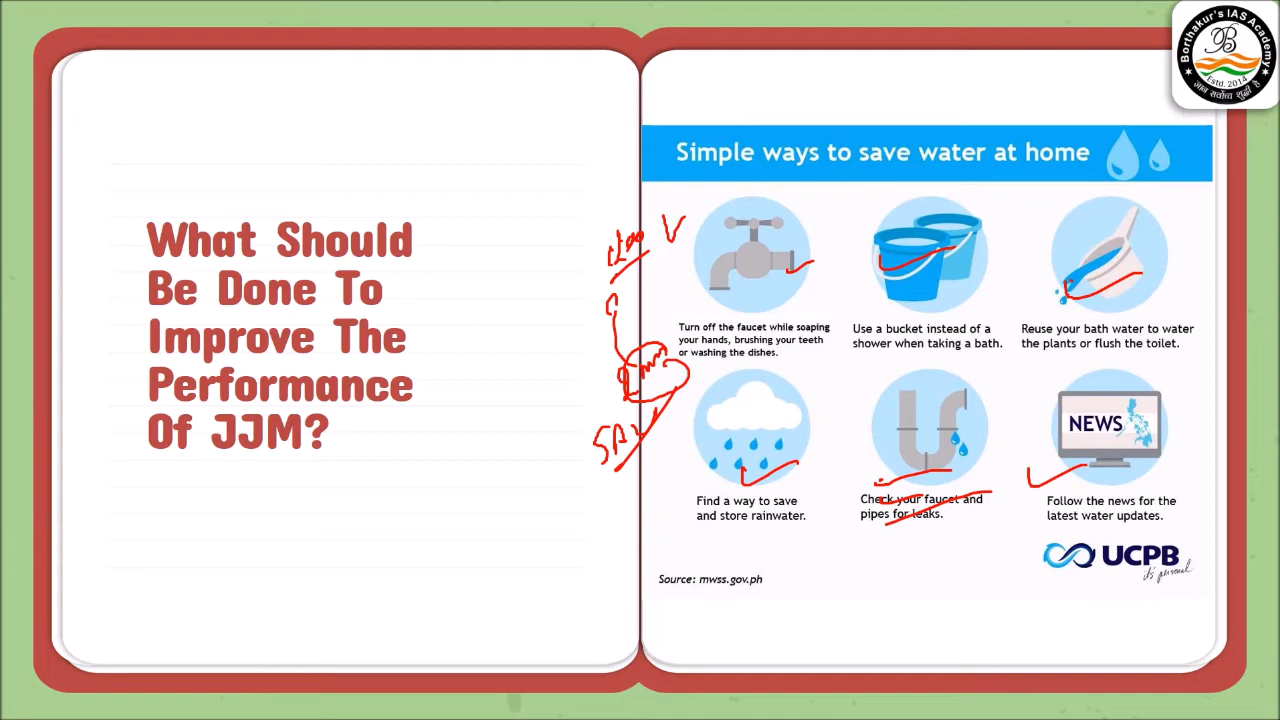 Borthakur's IAS Academy
B
Estd. 2014
ज्ञान सर्वोच्च शुद्धी है
What Should
Be Done To
Improve The
Performance
Of JJM?
Simple ways to save water at home
Turn off the faucet while soaping
your hands, brushing your teeth
or washing the dishes.
Use a bucket instead of a
shower when taking a bath.
Reuse your bath water to water
the plants or flush the toilet.
Find a way to save
and store rainwater.
Check your faucet and
pipes for leaks.
NEWS
Follow the news for the
latest water updates.
UCPB
it's personal
Source: mwss.gov.ph